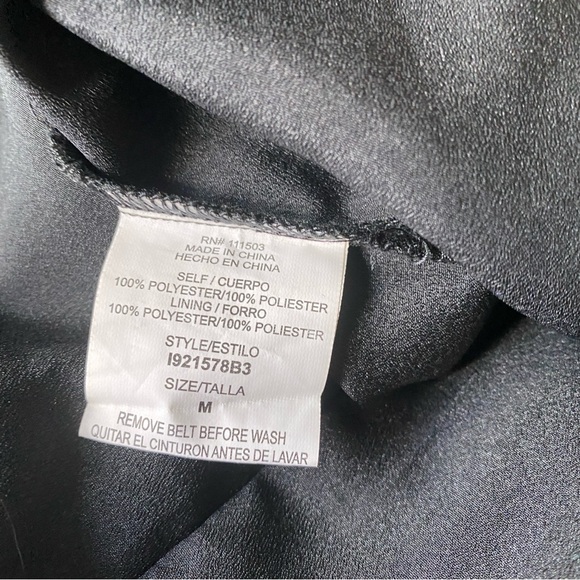 RN# 111503
MADE IN CHINA
HECHO EN CHINA
SELF / CUERPO
100% POLYESTER/100% POLIESTER
LINING / FORRO
100% POLYESTER/100% POLIESTER
STYLE/ESTILO
I921578B3
SIZE/TALLA
M
REMOVE BELT BEFORE WASH
QUITAR EL CINTURON ANTES DE LAVAR